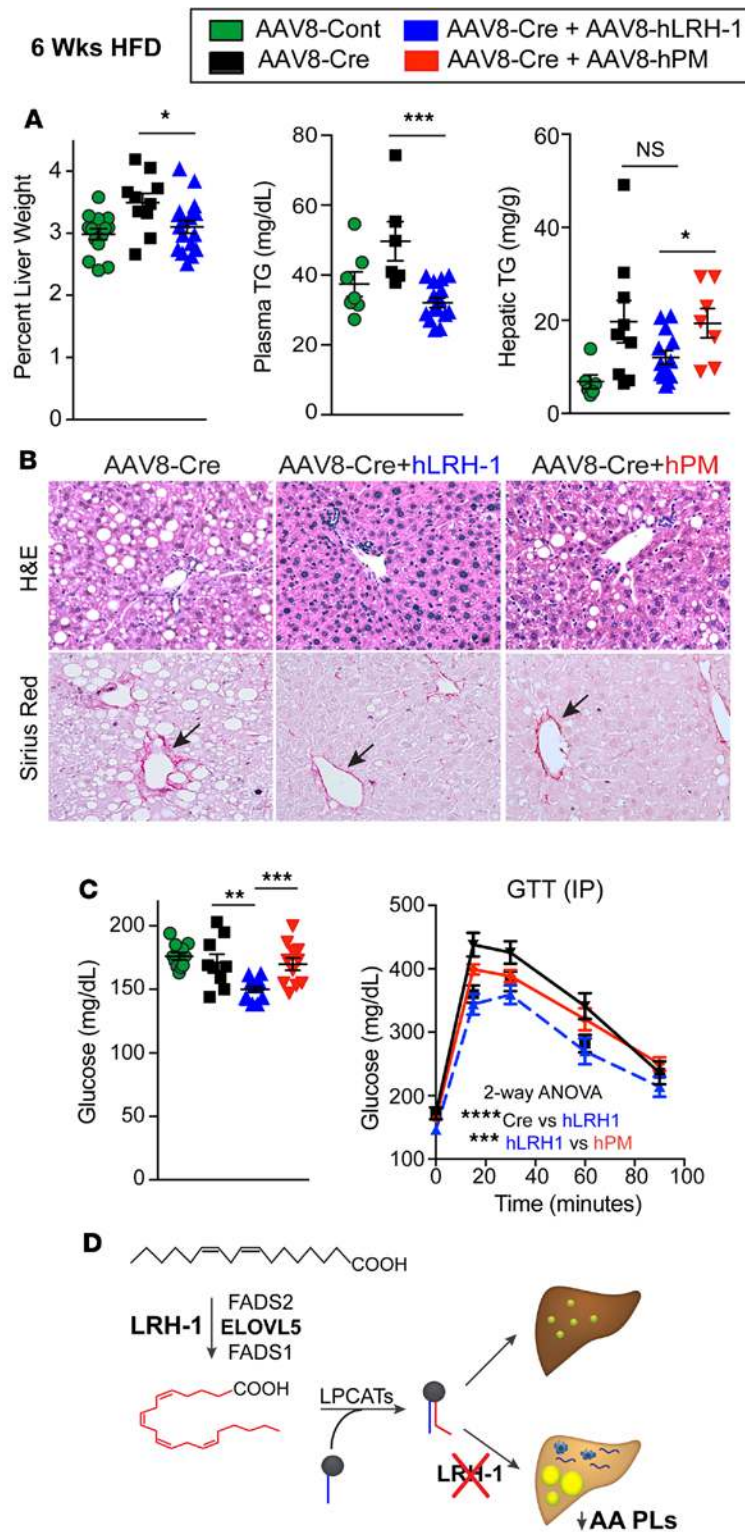 6 Wks HFD
AAV8-Cont
AAV8-Cre + AAV8-hLRH-1
AAV8-Cre
AAV8-Cre + AAV8-hPM
A
Percent Liver Weight
4
3
2
1
0
*
Plasma TG (mg/dL)
80
60
40
20
0
***
Hepatic TG (mg/g)
60
40
20
0
NS
*
B
AAV8-Cre
AAV8-Cre+hLRH-1
AAV8-Cre+hPM
H&E
Sirius Red
C
Glucose (mg/dL)
200
150
100
50
0
**
***
GTT (IP)
Glucose (mg/dL)
500
400
300
200
100
2-way ANOVA
****Cre vs hLRH1
*** hLRH1 vs hPM
0 20 40 60 80 100
Time (minutes)
D
COOH
LRH-1
FADS2
ELOVL5
FADS1
COOH
LPCATs
LRH-1
AA PLs